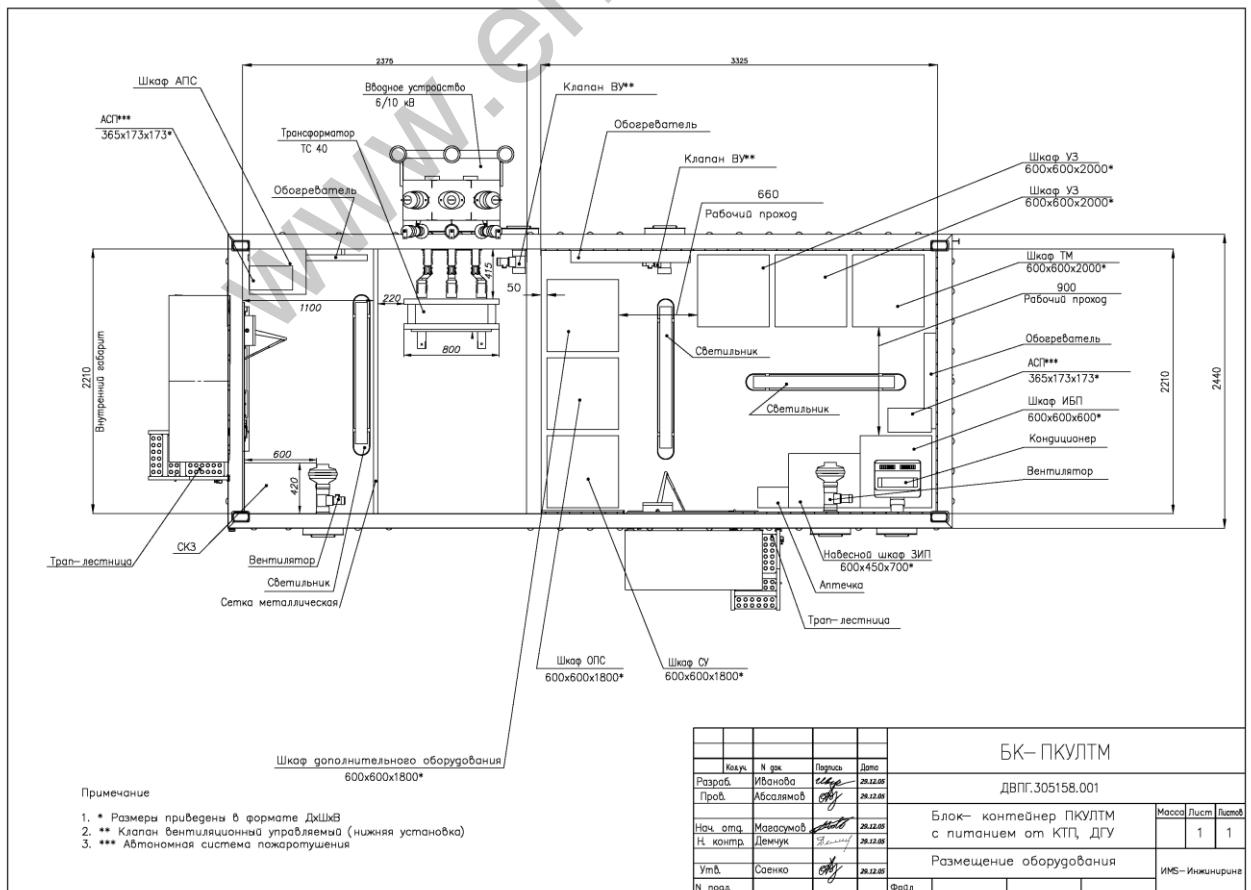 2375
3325
Шкаф АПС
Вводное устройство
6/10 кВ
Клапан ВУ**
АСП***
365x173x173*
Трансформатор
ТС 40
Обогреватель
Обогреватель
Клапан ВУ**
660
Рабочий проход
Шкаф УЗ
600x600x2000*
Шкаф УЗ
600x600x2000*
Шкаф ТМ
600x600x2000*
900
Рабочий проход
415
50
1100
220
800
2210
Внутренний габарит
Светильник
Светильник
Обогреватель
АСП***
365x173x173*
Шкаф ИБП
600x600x600*
Кондиционер
Вентилятор
2210
2440
600
420
СКЗ
Трап-лестница
Вентилятор
Светильник
Сетка металлическая
Навесной шкаф ЗИП
600x450x700*
Аптечка
Трап-лестница
Шкаф ОПС
600x600x1800*
Шкаф СУ
600x600x1800*
Шкаф дополнительного оборудования
600x600x1800*
Примечание
1. * Размеры приведены в формате ДхШхВ
2. ** Клапан вентиляционный управляемый (нижняя установка)
3. *** Автономная система пожаротушения
Кол.уч. N док Подпись Дата
Разраб. Иванова 29.12.05
Пров. Абсалямов 29.12.05
Нач. отд. Магасумов 29.12.05
Н. контр. Демчук 29.12.05
Утв. Саенко 29.12.05
N подл.
БК- ПКУЛТМ
ДВПГ.305158.001
Блок- контейнер ПКУЛТМ
с питанием от КТП, ДГУ
Масса Лист Листов
1 1
Размещение оборудования
ИМS-Инжиниринг
Файл
www.